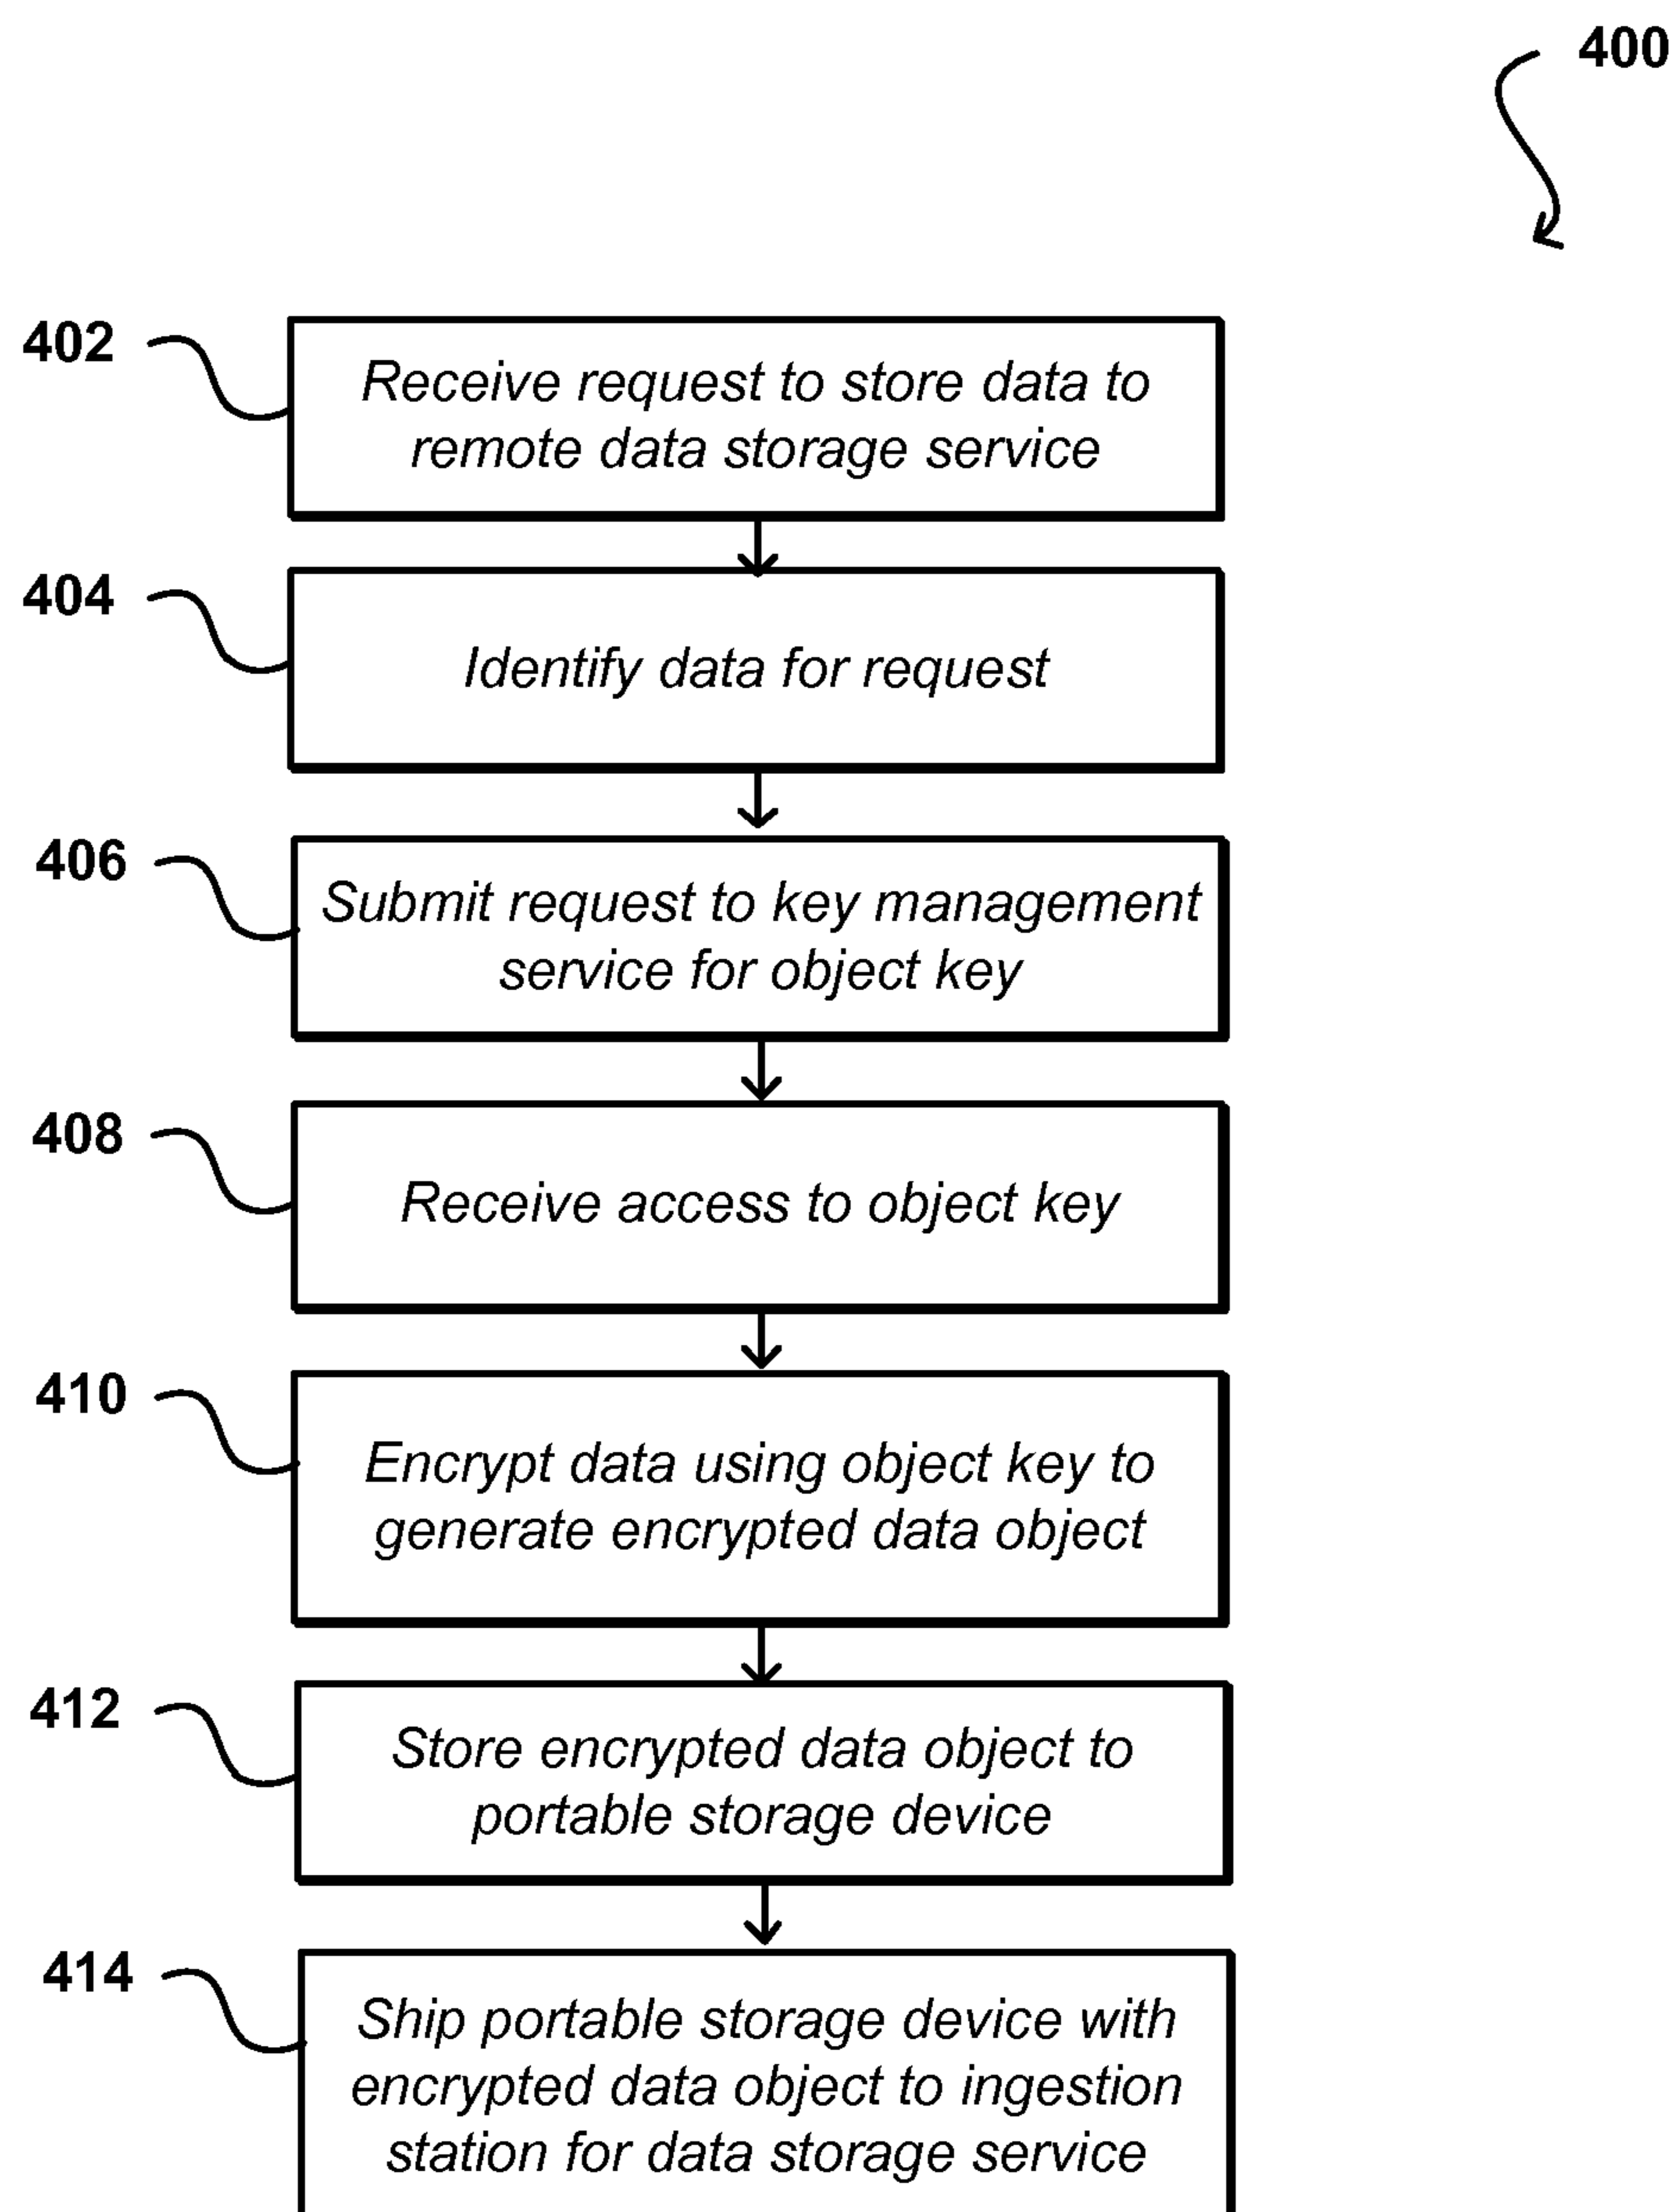 400
402
Receive request to store data to
remote data storage service
404
Identify data for request
406
Submit request to key management
service for object key
408
Receive access to object key
410
Encrypt data using object key to
generate encrypted data object
412
Store encrypted data object to
portable storage device
414
Ship portable storage device with
encrypted data object to ingestion
station for data storage service